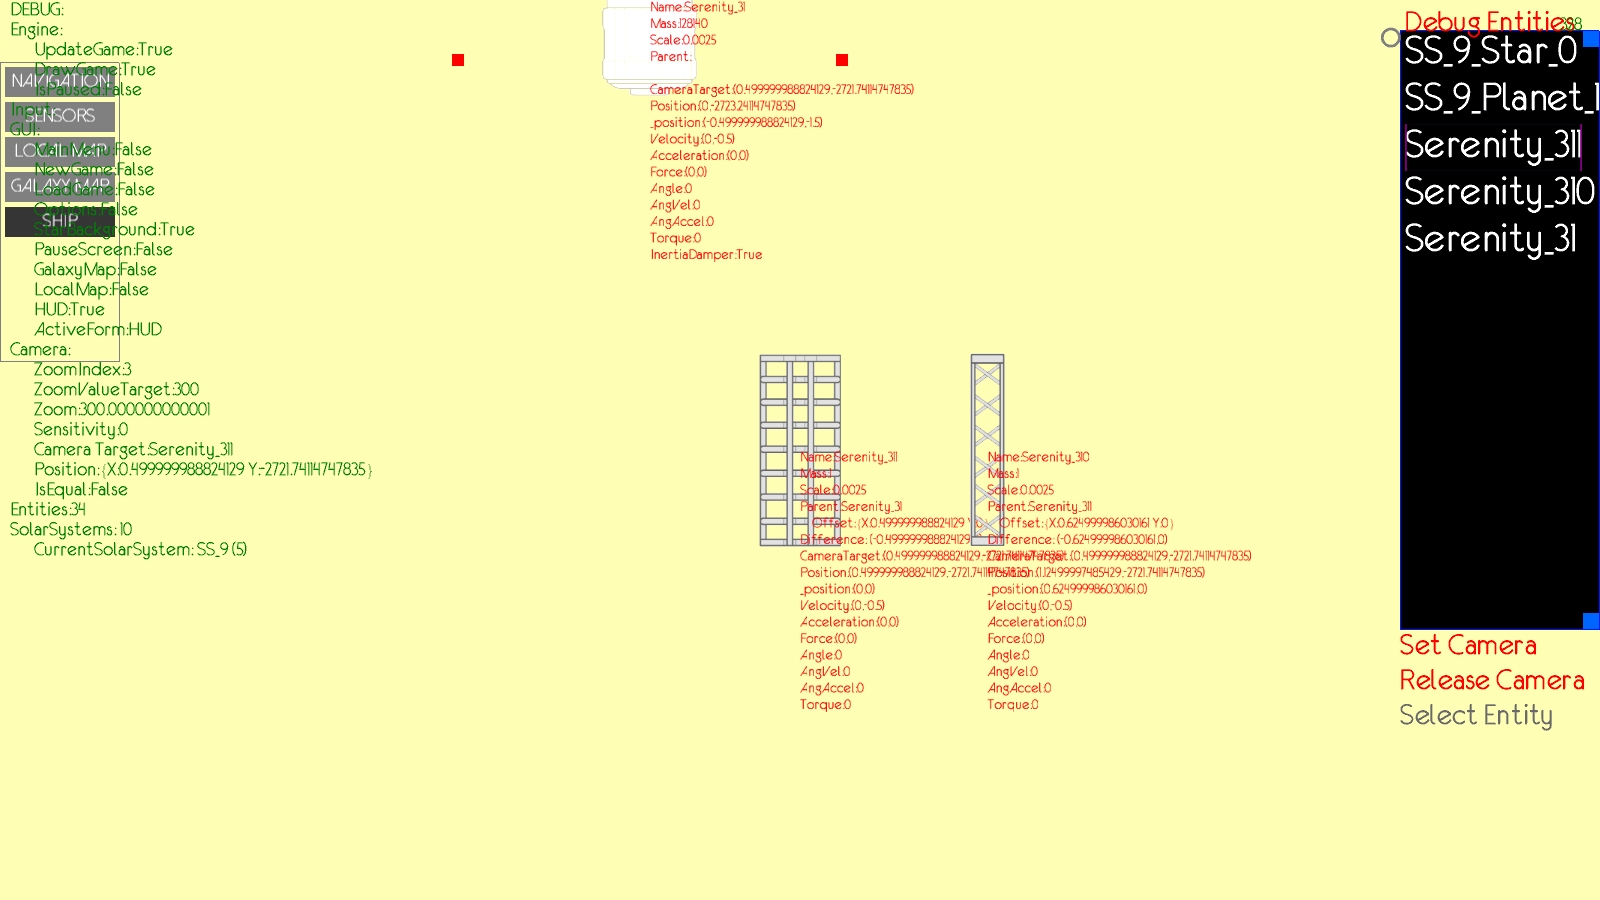 DEBUG:
Engine:
UpdateGame:True
DrawGame:True
IsPaused:False
Input:
GUI:
MainMenu:False
NewGame:False
LoadGame:False
Options:False
StarBackground:True
PauseScreen:False
GalaxyMap:False
LocalMap:False
HUD:True
ActiveForm:HUD
Camera:
ZoomIndex:3
ZoomValueTarget:300
Zoom:300.000000000001
Sensitivity:0
Camera Target:Serenity_311
Position:{X:0.499999988824129 Y:-2721.74114747835}
IsEqual:False
Entities:34
SolarSystems: 10
CurrentSolarSystem: SS_9 (5)
NAVIGATION
SENSORS
LOCAL MAP
GALAXY MAP
SHIP
Name:Serenity_31
Mass:128140
Scale:0.0025
Parent:
CameraTarget:(0.499999988824129,-2721.74114747835)
Position:(0,-2723.24114747835)
_position:(-0.499999988824129,-1.5)
Velocity:(0,-0.5)
Acceleration:(0,0)
Force:(0,0)
Angle:0
AngVel:0
AngAccel:0
Torque:0
InertiaDamper:True
Name:Serenity_311
Mass:1
Scale:0.0025
Parent:Serenity_31
Offset:{X:0.499999988824129 Y:0
Difference:(-0.499999988824129,
CameraTarget:(0.499999988824129,-2721.74114747835)
Position:(0.499999988824129,-2721.74114747835)
_position:(0,0)
Velocity:(0,-0.5)
Acceleration:(0,0)
Force:(0,0)
Angle:0
AngVel:0
AngAccel:0
Torque:0
Name:Serenity_310
Mass:1
Scale:0.0025
Parent:Serenity_311
Offset:{X:0.624999986030161 Y:0}
Difference:(-0.624999986030161,0)
CameraTarget:(0.499999988824129,-2721.74114747835)
Position:(1.12499997485429,-2721.74114747835)
_position:(0.624999986030161,0)
Velocity:(0,-0.5)
Acceleration:(0,0)
Force:(0,0)
Angle:0
AngVel:0
AngAccel:0
Torque:0
Debug Entities
SS_9_Star_0
SS_9_Planet_1
Serenity_311
Serenity_310
Serenity_31
Set Camera
Release Camera
Select Entity